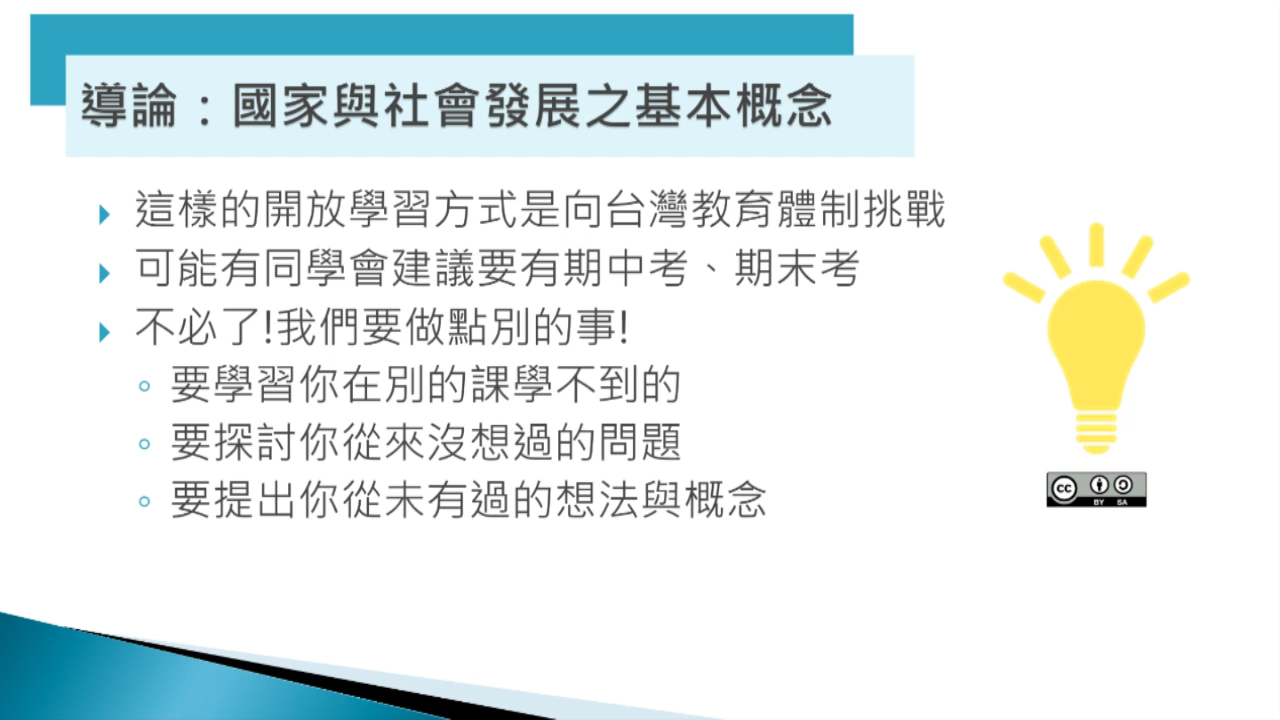 導論：國家與社會發展之基本概念
這樣的開放學習方式是向台灣教育體制挑戰
可能有同學會建議要有期中考、期末考
不必了!我們要做點別的事!
要學習你在別的課學不到的
要探討你從來沒想過的問題
要提出你從未有過的想法與概念
cc BY SA